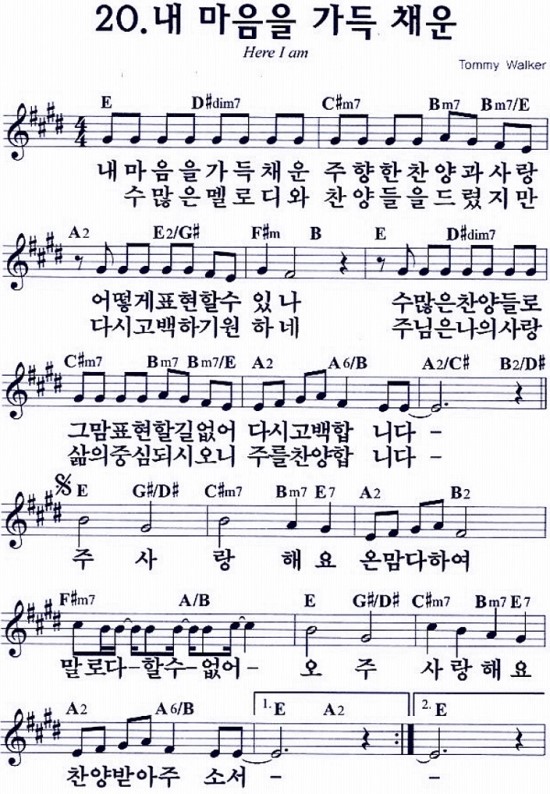 20.내 마음을 가득 채운
Here I am
Tommy Walker
E D#dim7 C#m7 Bm7 Bm7/E
4
4
내마음을가득채운 주향한찬양과사랑
수많은멜로디와 찬양들을드렸지만
A2 E2/G# F#m B E D#dim7
어떻게표현할수 있나 수많은찬양들로
다시고백하기원 하네 주님은나의사랑
C#m7 Bm7 Bm7/E A2 A6/B A2/C# B2/D#
그맘표현할길없어 다시고백합 니다-
삶의중심되시오니 주를찬양합 니다-
E G#/D# C#m7 Bm7 E7 A2 B2
주 사 랑 해 요 온맘다하여
F#m7 A/B E G#/D# C#m7 Bm7 E7
말로다-할수-없어- 오 주 사 랑 해 요
A2 A6/B 1. E A2 2. E
찬양받아주 소서- -